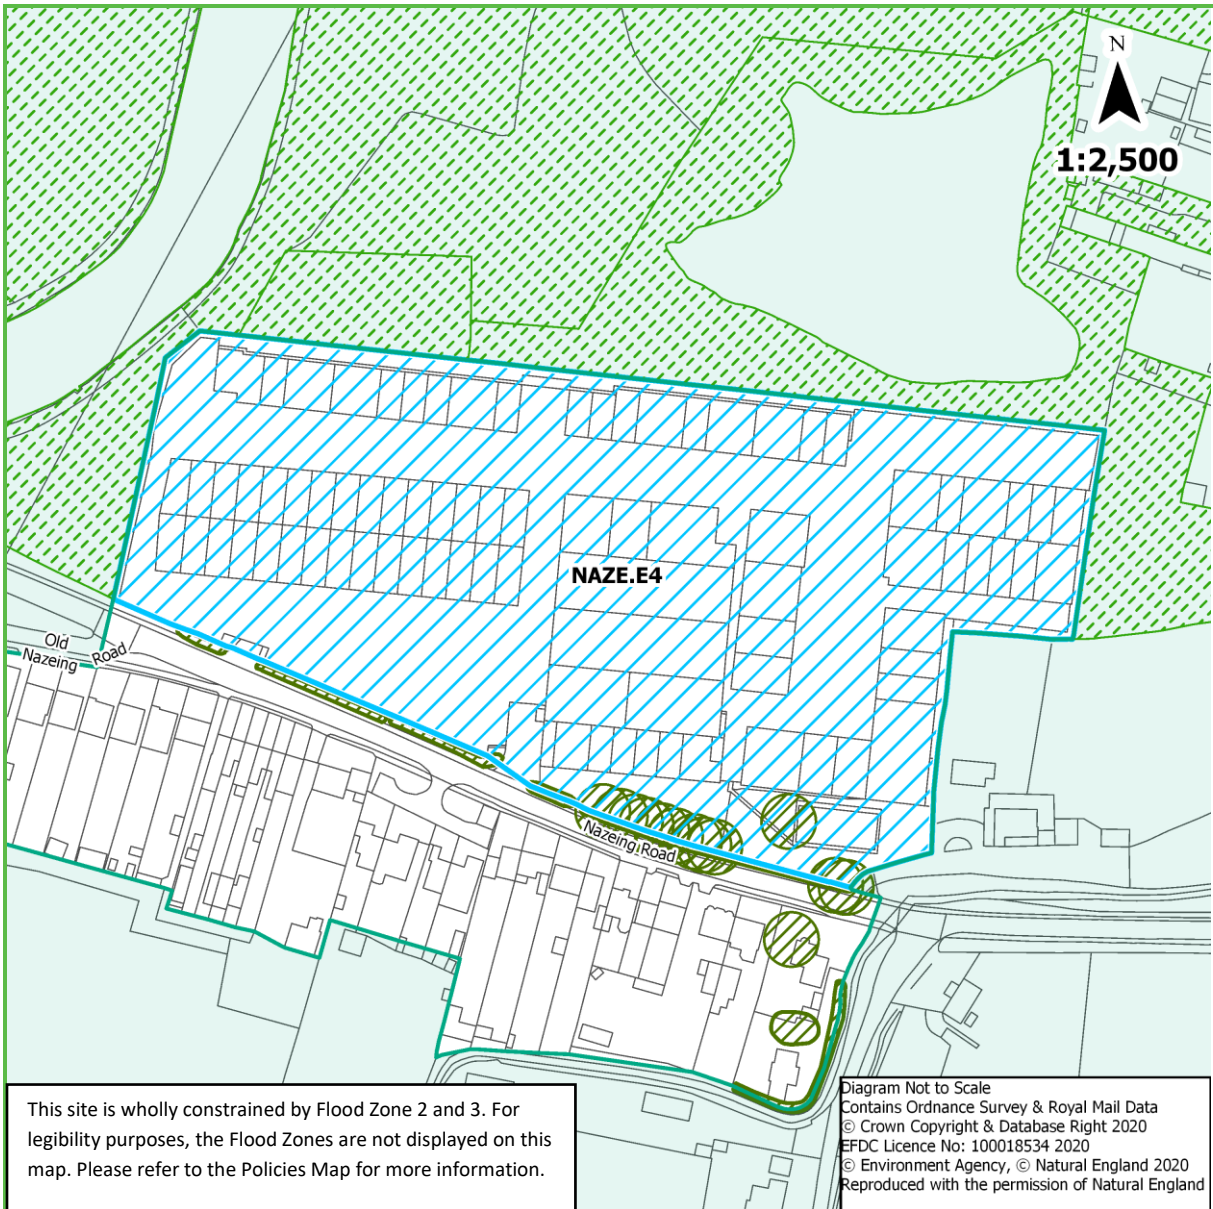 N
1:2,500
NAZE.E4
Old
Nazeing Road
Nazeing Road
This site is wholly constrained by Flood Zone 2 and 3. For
legibility purposes, the Flood Zones are not displayed on this
map. Please refer to the Policies Map for more information.
Diagram Not to Scale
Contains Ordnance Survey & Royal Mail Data
© Crown Copyright & Database Right 2020
EFDC Licence No: 100018534 2020
© Environment Agency, © Natural England 2020
Reproduced with the permission of Natural England